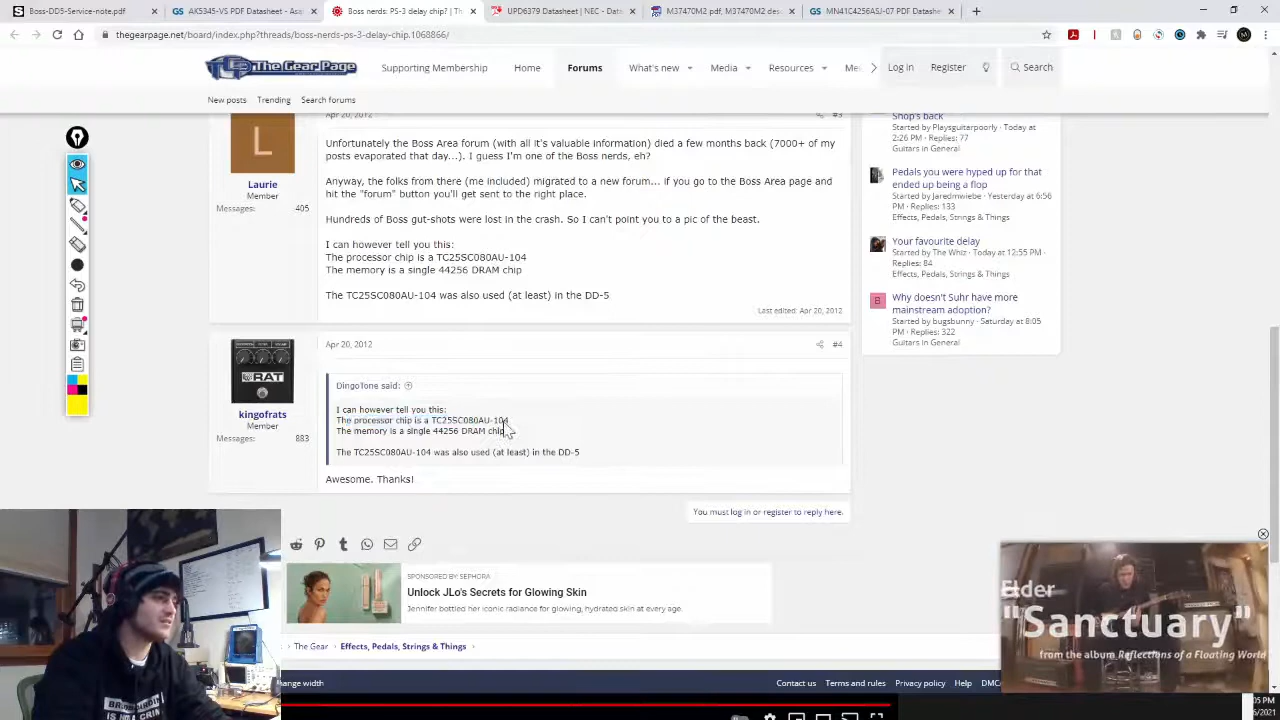 Boss-DD5-Service-note.pdf
AK5345-VS PDF Datasheet - Asa
Boss nerds: PS-3 delay chip? | T
UPD6379 Datasheet | NEC - Dat
M37470M2 pdf, M37470M2 desc
MN41C4256ASJ-07 PDF Datashe
thegearpage.net/board/index.php?threads/boss-nerds-ps-3-delay-chip.1068866/
The Gear Page
Supporting Membership
Home
Forums
What's new
Media
Resources
Me
Log in
Register
Search
New posts
Trending
Search forums
Apr 20, 2012
#3
L
Laurie
Member
Messages:
405
Unfortunately the Boss Area forum (with all it's valuable information) died a few months back (7000+ of my
posts evaporated that day...). I guess I'm one of the Boss nerds, eh?
Anyway, the folks from there (me included) migrated to a new forum... if you go to the Boss Area page and
hit the "forum" button you'll get sent to the right place.
Hundreds of Boss gut-shots were lost in the crash. So I can't point you to a pic of the beast.
I can however tell you this:
The processor chip is a TC25SC080AU-104
The memory is a single 44256 DRAM chip
The TC25SC080AU-104 was also used (at least) in the DD-5
Last edited: Apr 20, 2012
Apr 20, 2012
#4
RAT
kingofrats
Member
Messages:
883
DingoTone said:
I can however tell you this:
The processor chip is a TC25SC080AU-104
The memory is a single 44256 DRAM chip
The TC25SC080AU-104 was also used (at least) in the DD-5
Awesome. Thanks!
You must log in or register to reply here.
SPONSORED BY: SEPHORA
Unlock JLo's Secrets for Glowing Skin
Jennifer bottled her iconic radiance for glowing, hydrated skin at every age.
The Gear
Effects, Pedals, Strings & Things
hange width
Contact us
Terms and rules
Privacy policy
Help
DMC
Shop's back
Started by Playsguitarpoorly · Today at
2:26 PM · Replies: 77
Guitars in General
Pedals you were hyped up for that
ended up being a flop
Started by Jaredmwiebe · Yesterday at 6:56
PM · Replies: 133
Effects, Pedals, Strings & Things
Your favourite delay
Started by The Whiz · Today at 12:55 PM ·
Replies: 84
Effects, Pedals, Strings & Things
B
Why doesn't Suhr have more
mainstream adoption?
Started by bugsbunny · Saturday at 8:05
PM · Replies: 322
Guitars in General
Elder
"Sanctuary"
from the album Reflections of a Floating World
:05 PM
6/2021
IS IN A CRIN